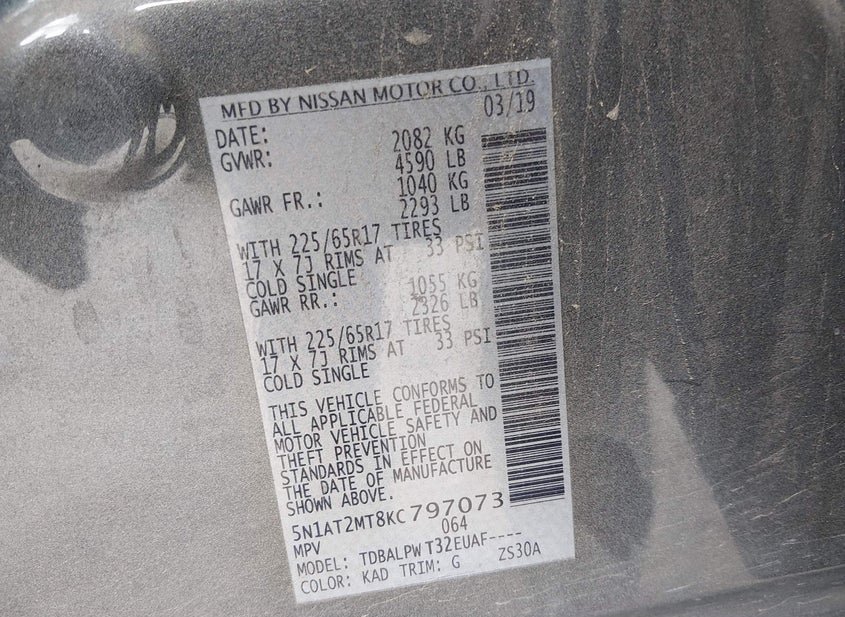 MFD BY NISSAN MOTOR CO., LTD.
DATE: 03/19
GVWR: 2082 KG
4590 LB
GAWR FR.: 1040 KG
2293 LB
WITH 225/65R17 TIRES
17 X 7J RIMS AT 33 PSI
COLD SINGLE
GAWR RR.: 1055 KG
2326 LB
WITH 225/65R17 TIRES
17 X 7J RIMS AT 33 PSI
COLD SINGLE
THIS VEHICLE CONFORMS TO
ALL APPLICABLE FEDERAL
MOTOR VEHICLE SAFETY AND
THEFT PREVENTION
STANDARDS IN EFFECT ON
THE DATE OF MANUFACTURE
SHOWN ABOVE.
5N1AT2MT8KC797073
MPV 064
MODEL: TDBALPW T32EUAF----
COLOR: KAD TRIM: G ZS30A